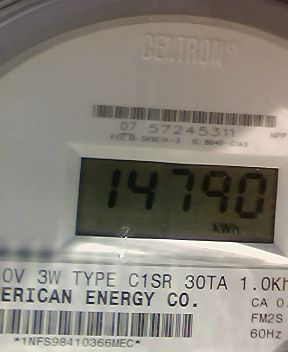 CENTRON®
07 57245311
14790
kWh
0V 3W TYPE C1SR 30TA 1.0Kh
ERICAN ENERGY CO.
CA 0.
FM2S
60Hz
*1NFS98410366MEC*